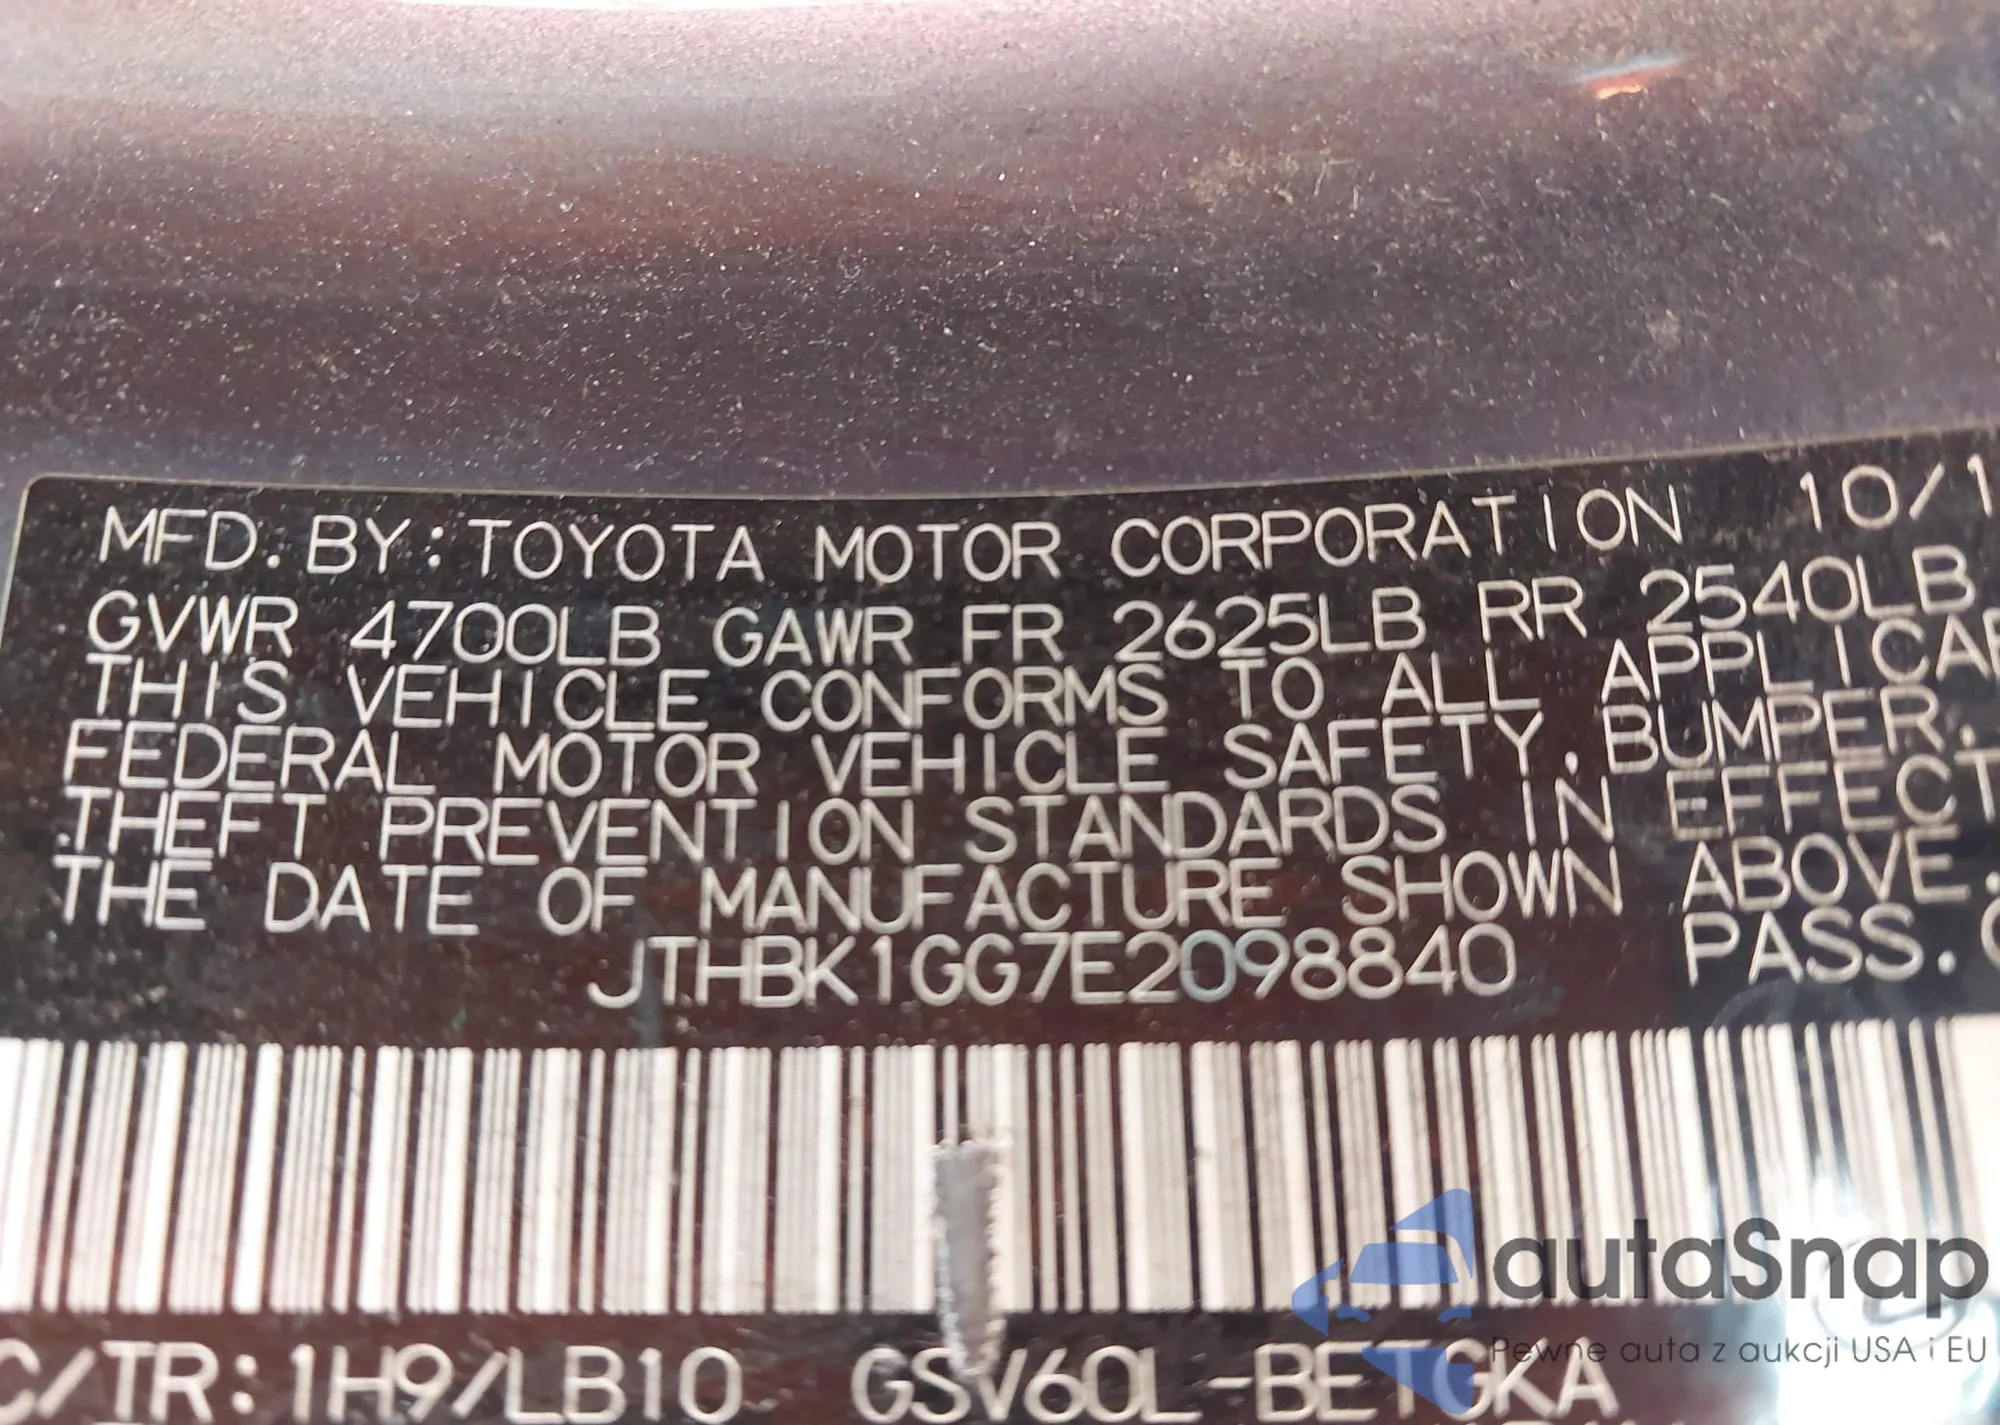 MFD. BY: TOYOTA MOTOR CORPORATION 10/1
GVWR 4700LB GAWR FR 2625LB RR 2540LB
THIS VEHICLE CONFORMS TO ALL APPLICA
FEDERAL MOTOR VEHICLE SAFETY, BUMPER,
THEFT PREVENTION STANDARDS IN EFFECT
THE DATE OF MANUFACTURE SHOWN ABOVE.
JTHBK1GG7E2098840 PASS.
C/TR: 1H9/LB10 GSV60L-BETGKA
autaSnap
Pewne auta z aukcji USA i EU